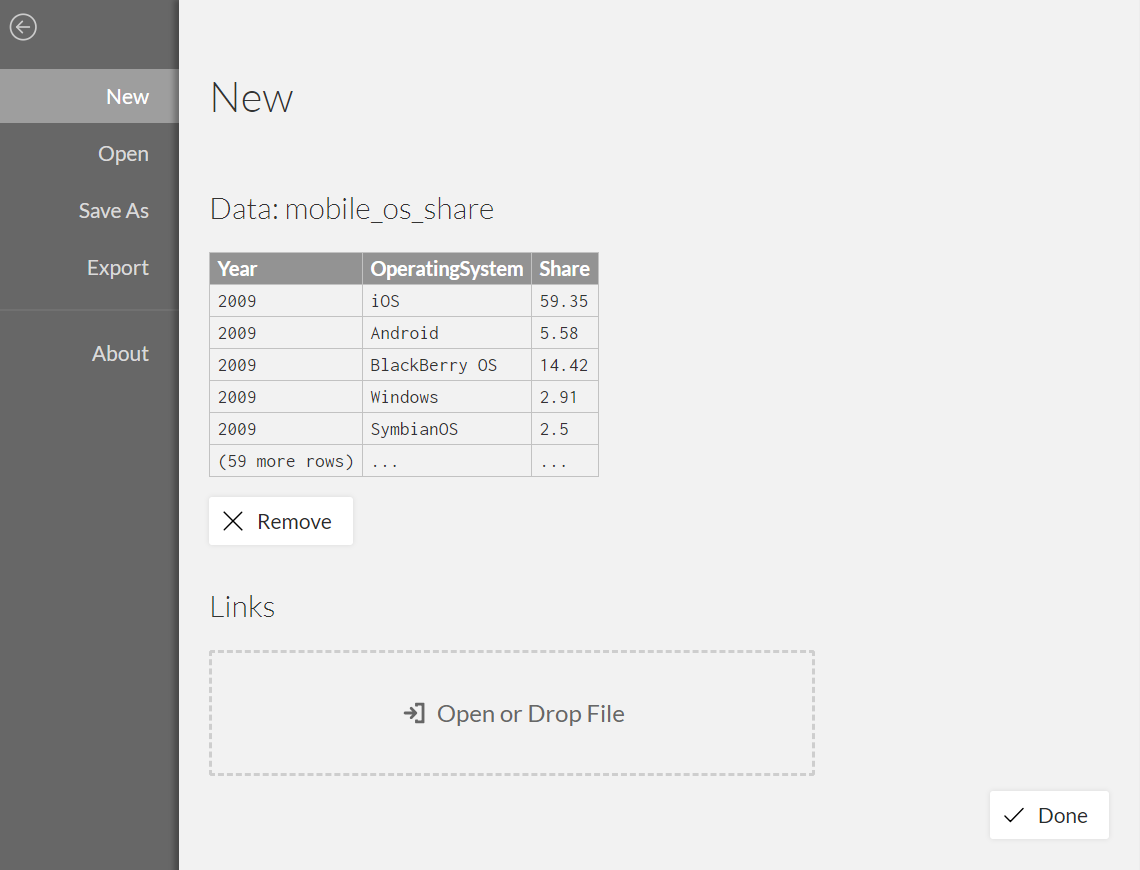 New
Open
Save As
Export
About
New
Data: mobile_os_share
Year OperatingSystem Share
2009 iOS 59.35
2009 Android 5.58
2009 BlackBerry OS 14.42
2009 Windows 2.91
2009 SymbianOS 2.5
(59 more rows) ... ...
Remove
Links
Open or Drop File
Done